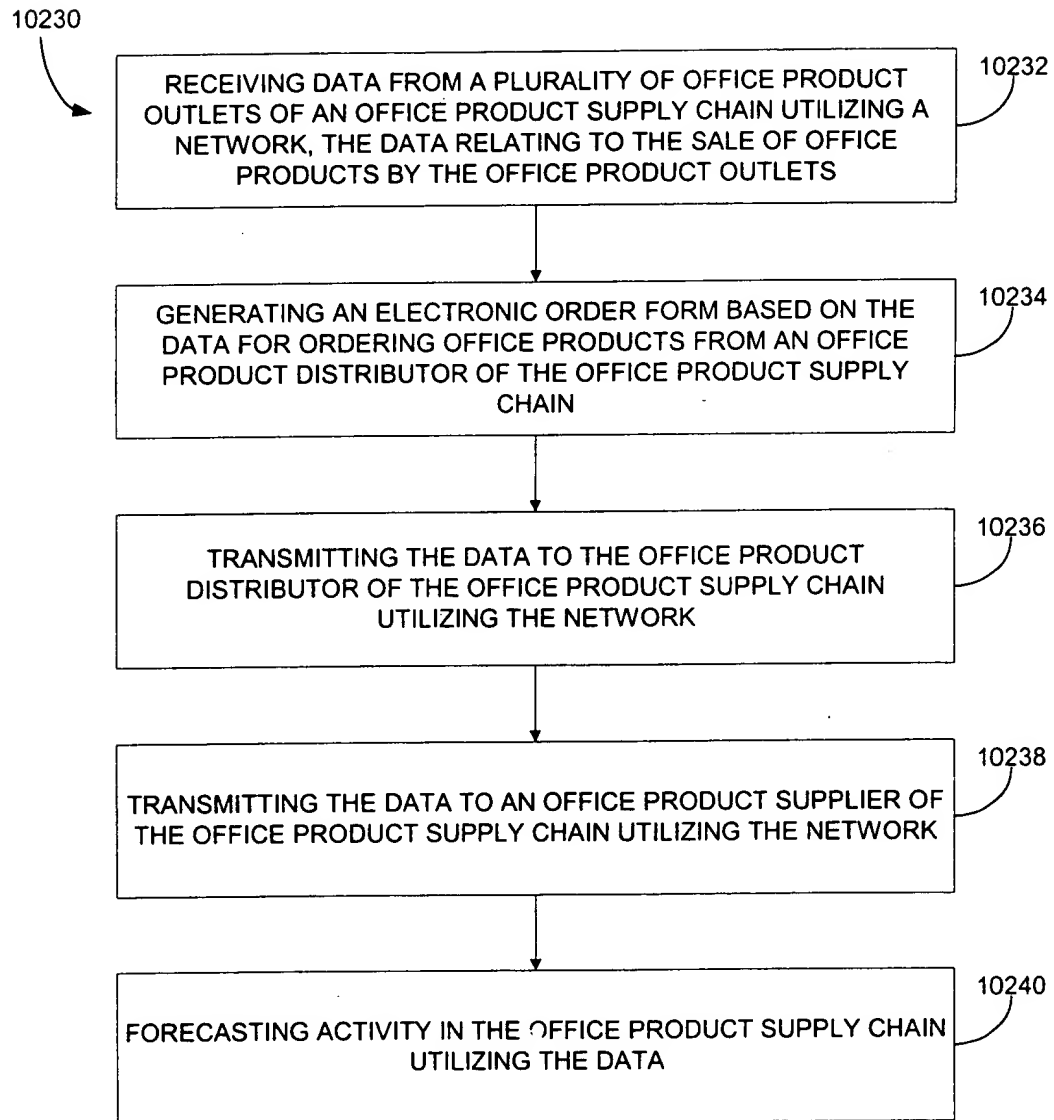 10230
RECEIVING DATA FROM A PLURALITY OF OFFICE PRODUCT
OUTLETS OF AN OFFICE PRODUCT SUPPLY CHAIN UTILIZING A
NETWORK, THE DATA RELATING TO THE SALE OF OFFICE
PRODUCTS BY THE OFFICE PRODUCT OUTLETS
10232
GENERATING AN ELECTRONIC ORDER FORM BASED ON THE
DATA FOR ORDERING OFFICE PRODUCTS FROM AN OFFICE
PRODUCT DISTRIBUTOR OF THE OFFICE PRODUCT SUPPLY
CHAIN
10234
TRANSMITTING THE DATA TO THE OFFICE PRODUCT
DISTRIBUTOR OF THE OFFICE PRODUCT SUPPLY CHAIN
UTILIZING THE NETWORK
10236
TRANSMITTING THE DATA TO AN OFFICE PRODUCT SUPPLIER OF
THE OFFICE PRODUCT SUPPLY CHAIN UTILIZING THE NETWORK
10238
FORECASTING ACTIVITY IN THE OFFICE PRODUCT SUPPLY CHAIN
UTILIZING THE DATA
10240